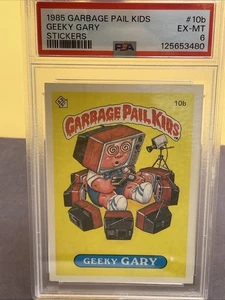 1985 GARBAGE PAIL KIDS
#10b
GEEKY GARY
EX-MT
STICKERS
PSA
6
125653480
10b
GARBAGE PAIL KIDS
GEEKY GARY